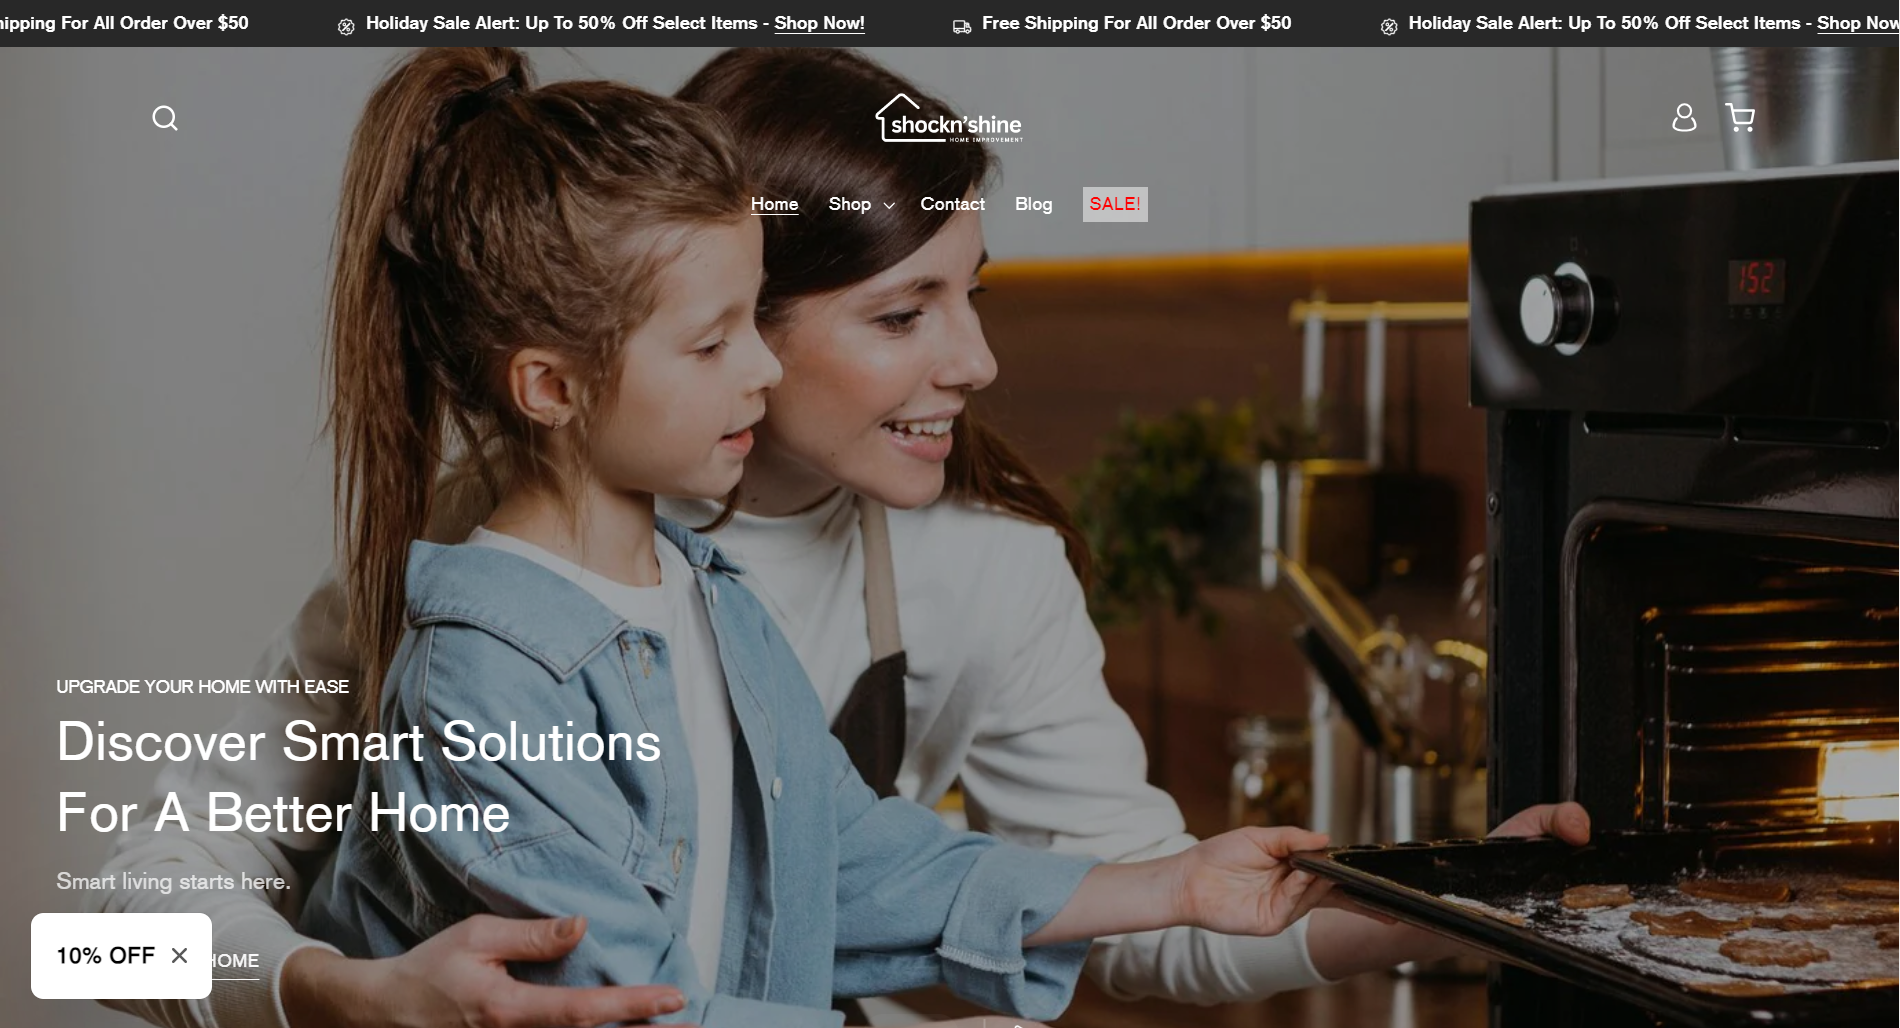 hipping For All Order Over $50
Holiday Sale Alert: Up To 50% Off Select Items - Shop Now!
Free Shipping For All Order Over $50
Holiday Sale Alert: Up To 50% Off Select Items - Shop Now
shockn'shine
HOME IMPROVEMENT
Home
Shop
Contact
Blog
SALE!
152
UPGRADE YOUR HOME WITH EASE
Discover Smart Solutions
For A Better Home
Smart living starts here.
10% OFF
HOME